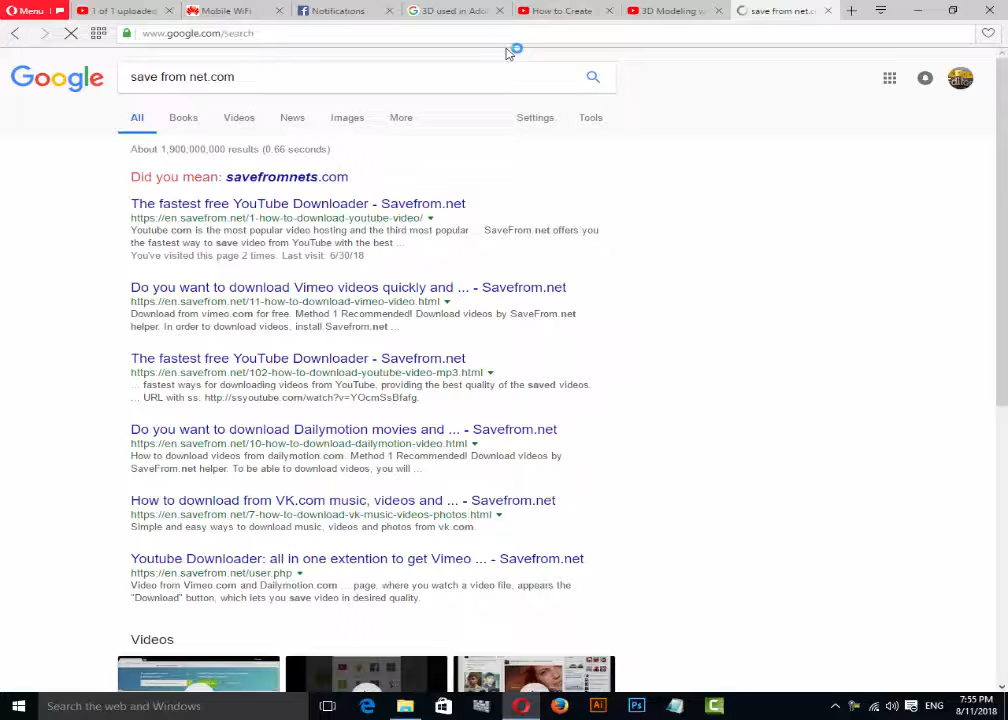 Menu
1 of 1 uploaded
Mobile WiFi
Notifications
3D used in Ado
How to Create
3D Modeling w
save from net.c
www.google.com/search
Google
save from net.com
All
Books
Videos
News
Images
More
Settings
Tools
About 1,900,000,000 results (0.66 seconds)
Did you mean: savefromnets.com
The fastest free YouTube Downloader - Savefrom.net
https://en.savefrom.net/1-how-to-download-youtube-video/
Youtube com is the most popular video hosting and the third most popular SaveFrom.net offers you
the fastest way to save video from YouTube with the best ...
You've visited this page 2 times. Last visit: 6/30/18
Do you want to download Vimeo videos quickly and ... - Savefrom.net
https://en.savefrom.net/11-how-to-download-vimeo-video.html
Download from vimeo.com for free. Method 1 Recommended! Download videos by SaveFrom.net
helper. In order to download videos, install Savefrom.net ...
The fastest free YouTube Downloader - Savefrom.net
https://en.savefrom.net/102-how-to-download-youtube-video-mp3.html
... fastest ways for downloading videos from YouTube, providing the best quality of the saved videos.
... URL with ss: http://ssyoutube.com/watch?v=YOcmSsBfafg.
Do you want to download Dailymotion movies and ... - Savefrom.net
https://en.savefrom.net/10-how-to-download-dailymotion-video.html
How to download videos from dailymotion.com. Method 1 Recommended! Download videos by
SaveFrom.net helper. To be able to download videos, you will ...
How to download from VK.com music, videos and ... - Savefrom.net
https://en.savefrom.net/7-how-to-download-vk-music-videos-photos.html
Simple and easy ways to download music, videos and photos from vk.com.
Youtube Downloader: all in one extention to get Vimeo ... - Savefrom.net
https://en.savefrom.net/user.php
Video from Vimeo.com and Dailymotion.com ... page, where you watch a video file, appears the
"Download" button, which lets you save video in desired quality.
Videos
Search the web and Windows
Ai
Ps
C
ENG
7:55 PM
8/11/2018